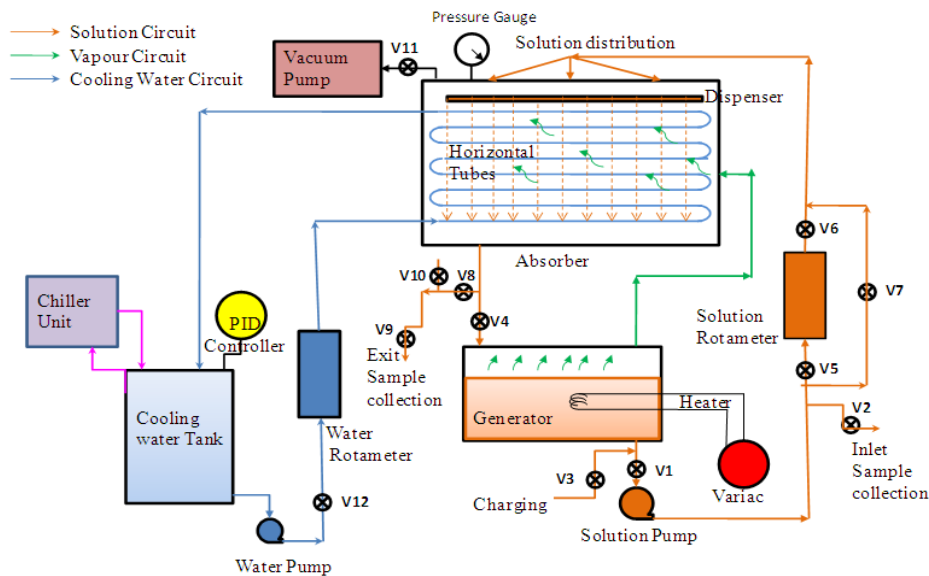 Pressure Gauge
Solution Circuit
Vapour Circuit
Cooling Water Circuit
V11
Vacuum
Pump
Solution distribution
Dispenser
Horizontal
Tubes
Absorber
V10
V8
V9
V4
Exit
Sample
collection
V6
V7
Solution
Rotameter
V5
V2
Inlet
Sample
collection
Chiller
Unit
PID
Controller
Cooling
water Tank
Water
Rotameter
V12
Water Pump
Generator
Heater
Variac
V3
V1
Charging
Solution Pump